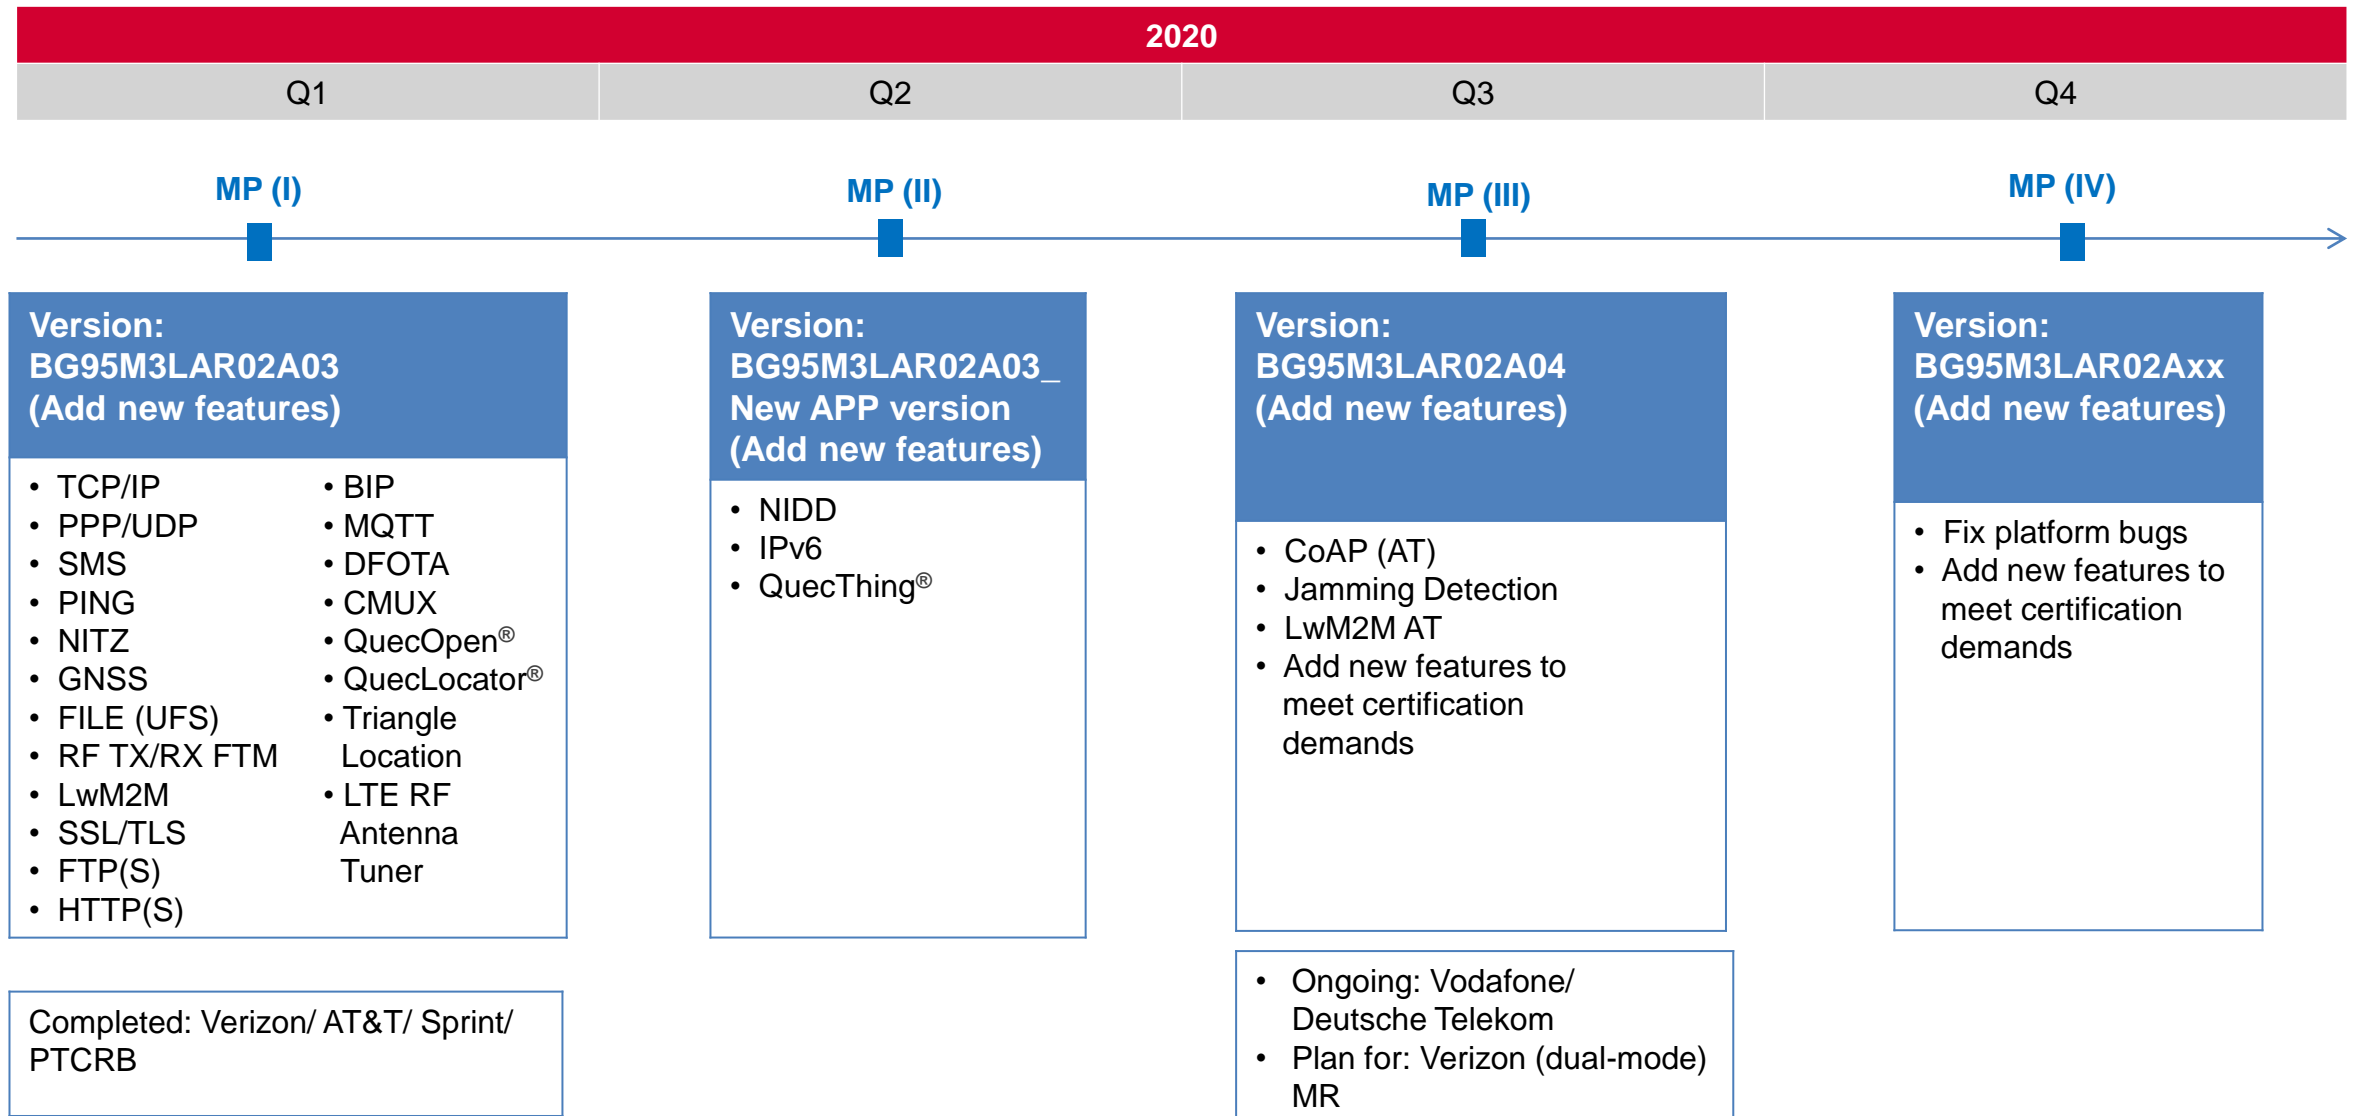 2020
Q1
Q2
Q3
Q4
MP (I)
MP (II)
MP (III)
MP (IV)
Version:
BG95M3LAR02A03
(Add new features)
• TCP/IP
• PPP/UDP
• SMS
• PING
• NITZ
• GNSS
• FILE (UFS)
• RF TX/RX FTM
• LwM2M
• SSL/TLS
• FTP(S)
• HTTP(S)
• BIP
• MQTT
• DFOTA
• CMUX
• QuecOpen®
• QuecLocator®
• Triangle
Location
• LTE RF
Antenna
Tuner
Completed: Verizon/ AT&T/ Sprint/
PTCRB
Version:
BG95M3LAR02A03_
New APP version
(Add new features)
• NIDD
• IPv6
• QuecThing®
Version:
BG95M3LAR02A04
(Add new features)
• CoAP (AT)
• Jamming Detection
• LwM2M AT
• Add new features to
meet certification
demands
• Ongoing: Vodafone/
Deutsche Telekom
• Plan for: Verizon (dual-mode)
MR
Version:
BG95M3LAR02Axx
(Add new features)
• Fix platform bugs
• Add new features to
meet certification
demands